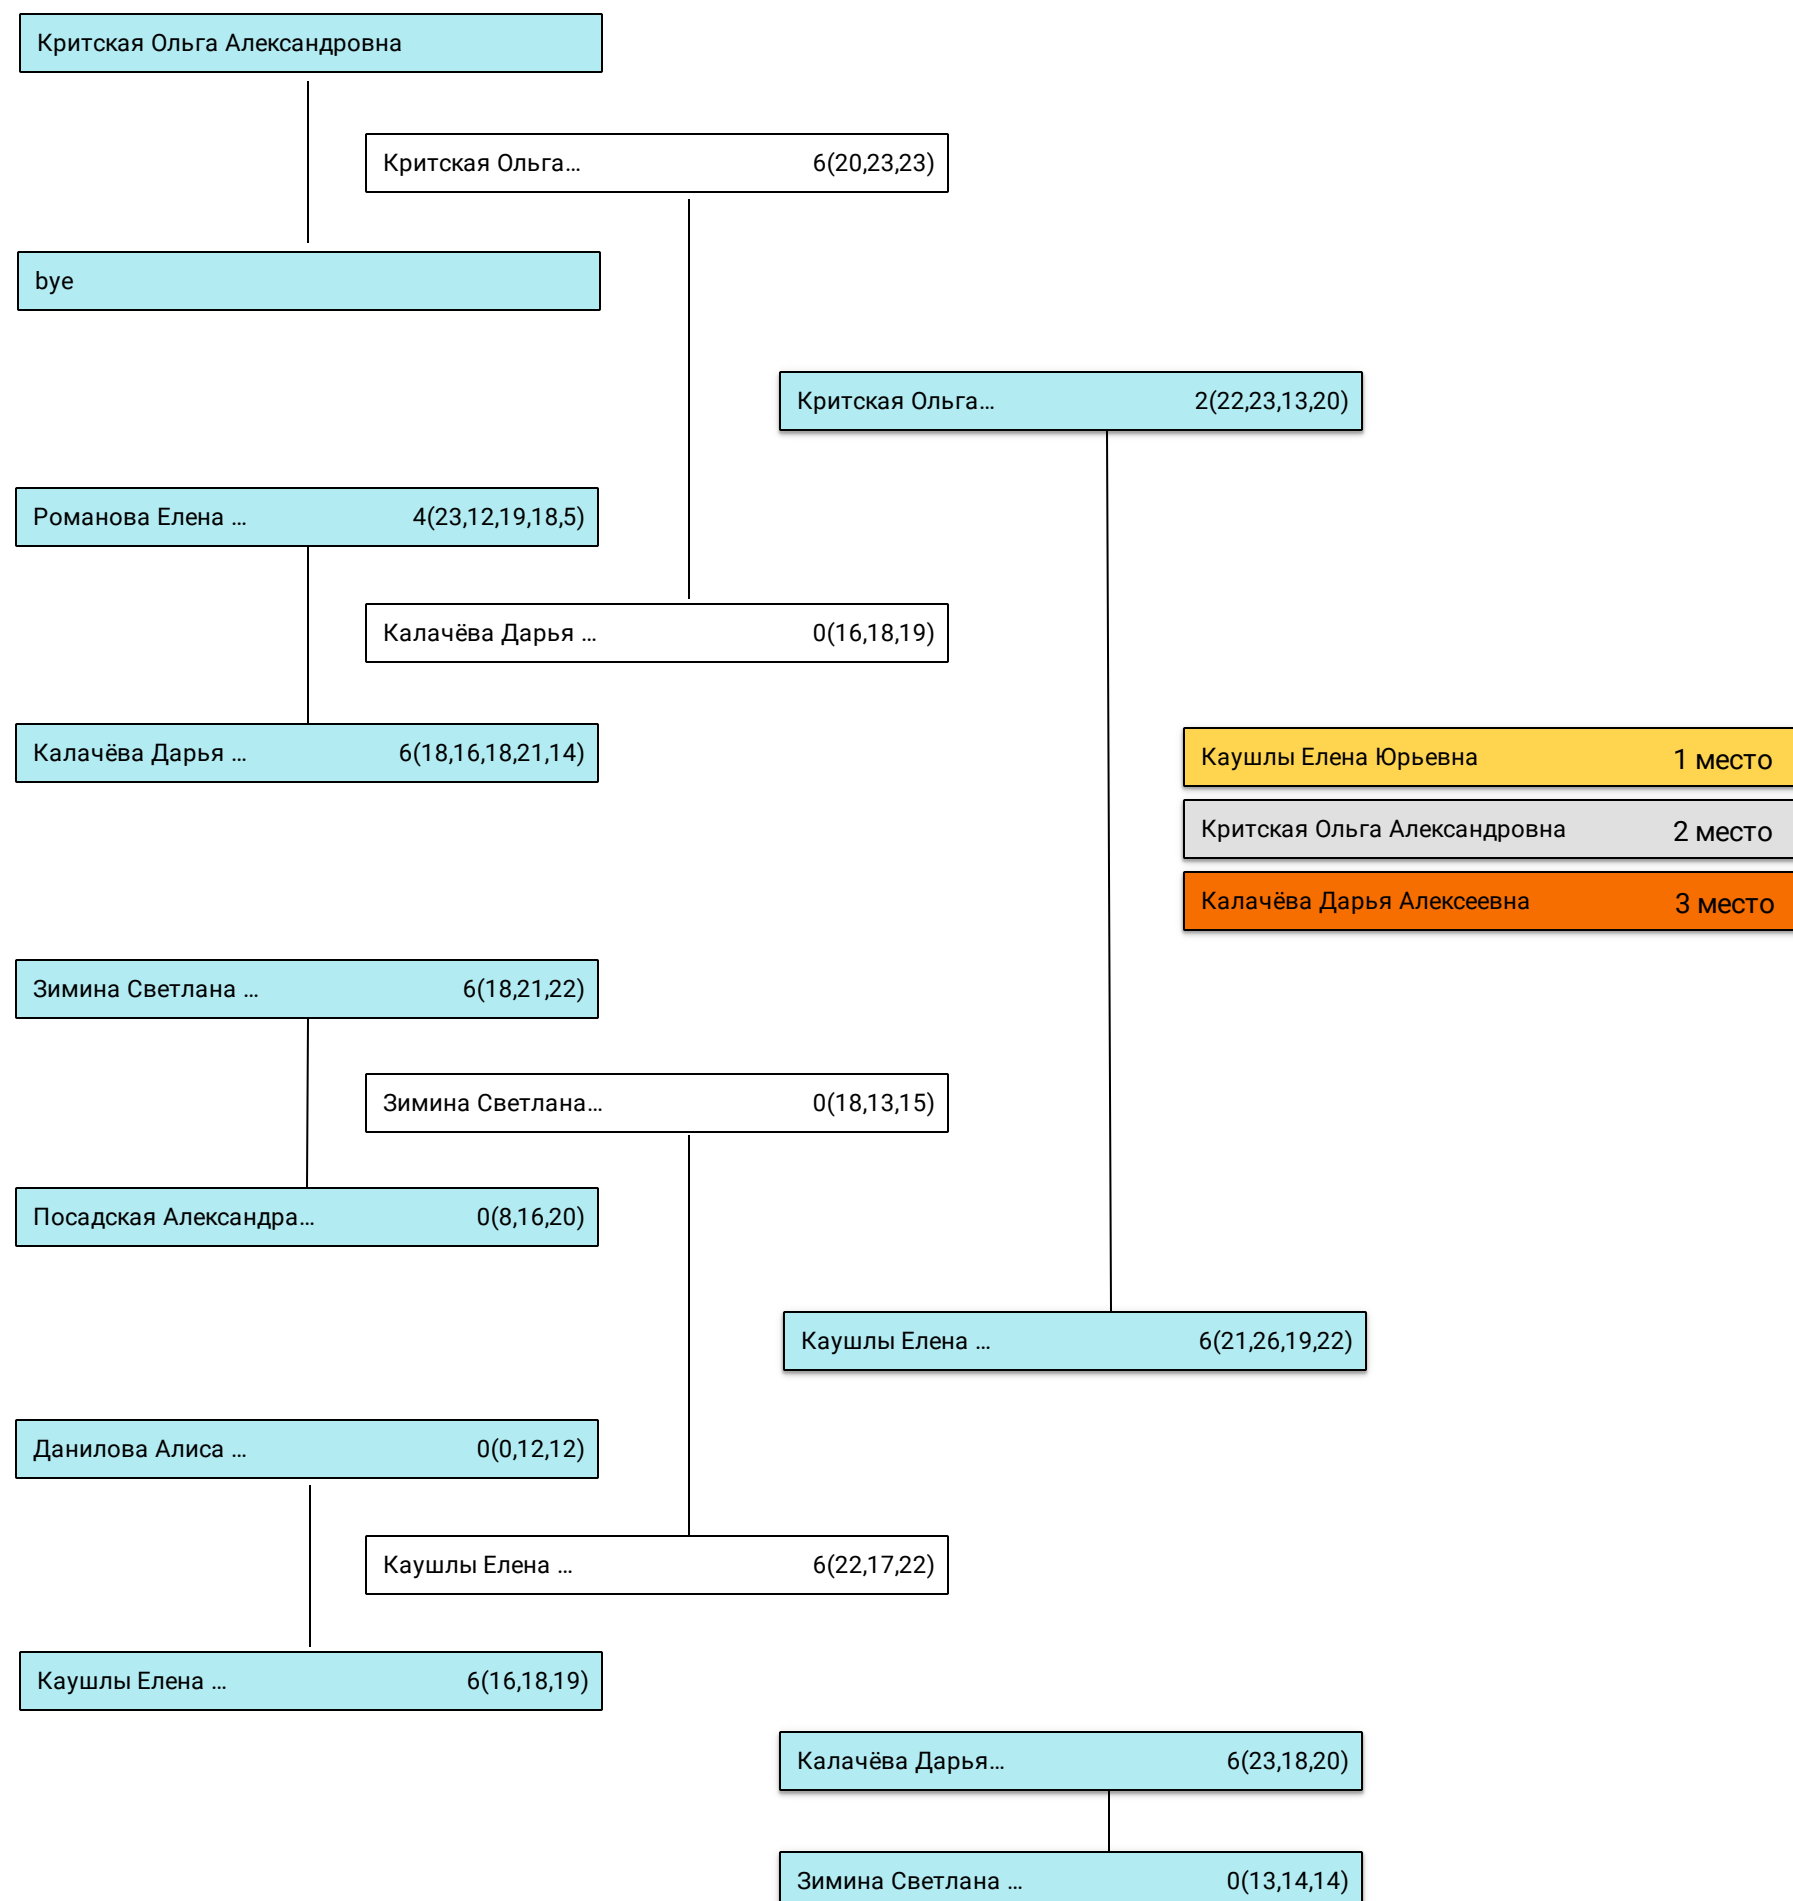 Критская Ольга Александровна
Критская Ольга... 6(20,23,23)
bye
Критская Ольга... 2(22,23,13,20)
Романова Елена ... 4(23,12,19,18,5)
Калачёва Дарья ... 0(16,18,19)
Калачёва Дарья ... 6(18,16,18,21,14)
Каушлы Елена Юрьевна 1 место
Критская Ольга Александровна 2 место
Калачёва Дарья Алексеевна 3 место
Зимина Светлана ... 6(18,21,22)
Зимина Светлана... 0(18,13,15)
Посадская Александра... 0(8,16,20)
Каушлы Елена ... 6(21,26,19,22)
Данилова Алиса ... 0(0,12,12)
Каушлы Елена ... 6(22,17,22)
Каушлы Елена ... 6(16,18,19)
Калачёва Дарья... 6(23,18,20)
Зимина Светлана ... 0(13,14,14)